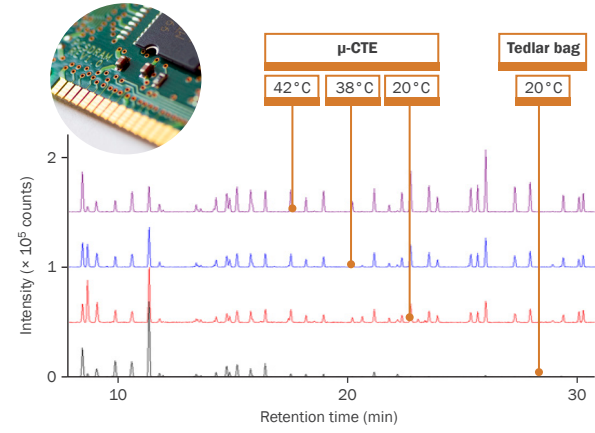 SDRAM
µ-CTE
Tedlar bag
42°C
38°C
20°C
20°C
2
1
0
Intensity (× 10⁵ counts)
10
20
30
Retention time (min)